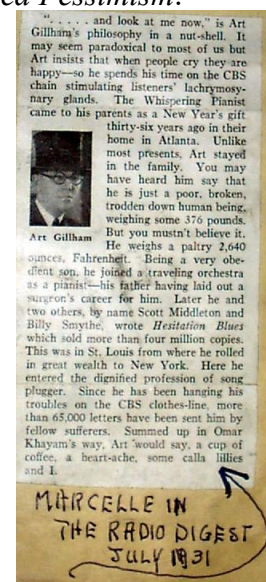 ed Pessimism.
". . . . . and look at me now," is Art
Gillham's philosophy in a nut-shell. It
may seem paradoxical to most of us but
Art insists that when people cry they are
happy—so he spends his time on the CBS
chain stimulating listeners' lachrymosy-
nary glands. The Whispering Pianist
came to his parents as a New Year's gift
thirty-six years ago in their
home in Atlanta. Unlike
most presents, Art stayed
in the family. You may
have heard him say that
he is just a poor, broken,
trodden down human being,
weighing some 376 pounds.
But you mustn't believe it.
He weighs a paltry 2,640
Art Gillham
ounces, Fahrenheit. Being a very obe-
dient son, he joined a traveling orchestra
as a pianist—his father having laid out a
surgeon's career for him. Later he and
two others, by name Scott Middleton and
Billy Smythe, wrote Hesitation Blues
which sold more than four million copies.
This was in St. Louis from where he rolled
in great wealth to New York. Here he
entered the dignified profession of song
plugger. Since he has been hanging his
troubles on the CBS clothes-line, more
than 65,000 letters have been sent him by
fellow sufferers. Summed up in Omar
Khayam's way, Art would say, a cup of
coffee, a heart-ache, some calla lillies
and I.
MARCELLE IN
THE RADIO DIGEST
JULY 1931